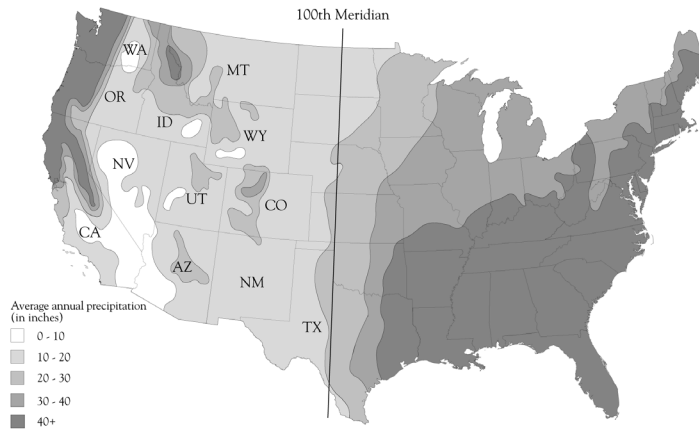 100th Meridian
WA
MT
OR
ID
WY
NV
UT
CO
CA
AZ
NM
TX
Average annual precipitation
(in inches)
0 - 10
10 - 20
20 - 30
30 - 40
40+